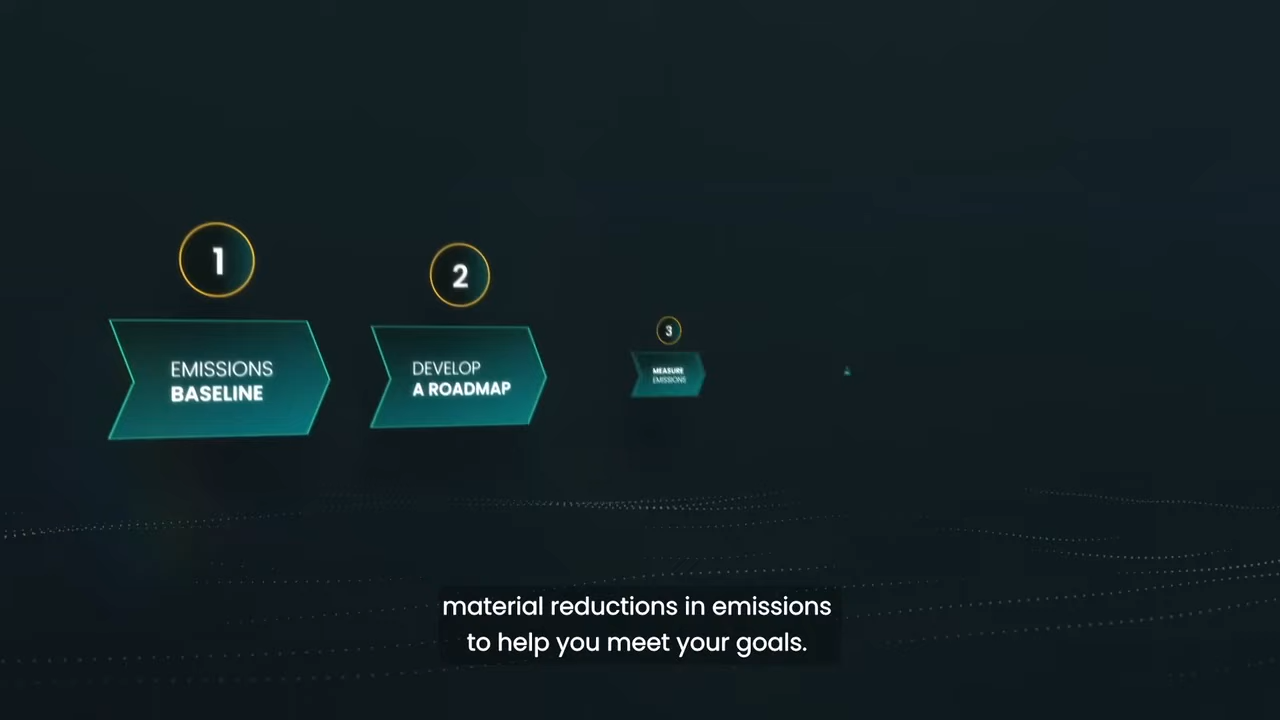 1
EMISSIONS
BASELINE
2
DEVELOP
A ROADMAP
3
MEASURE
EMISSIONS
material reductions in emissions
to help you meet your goals.